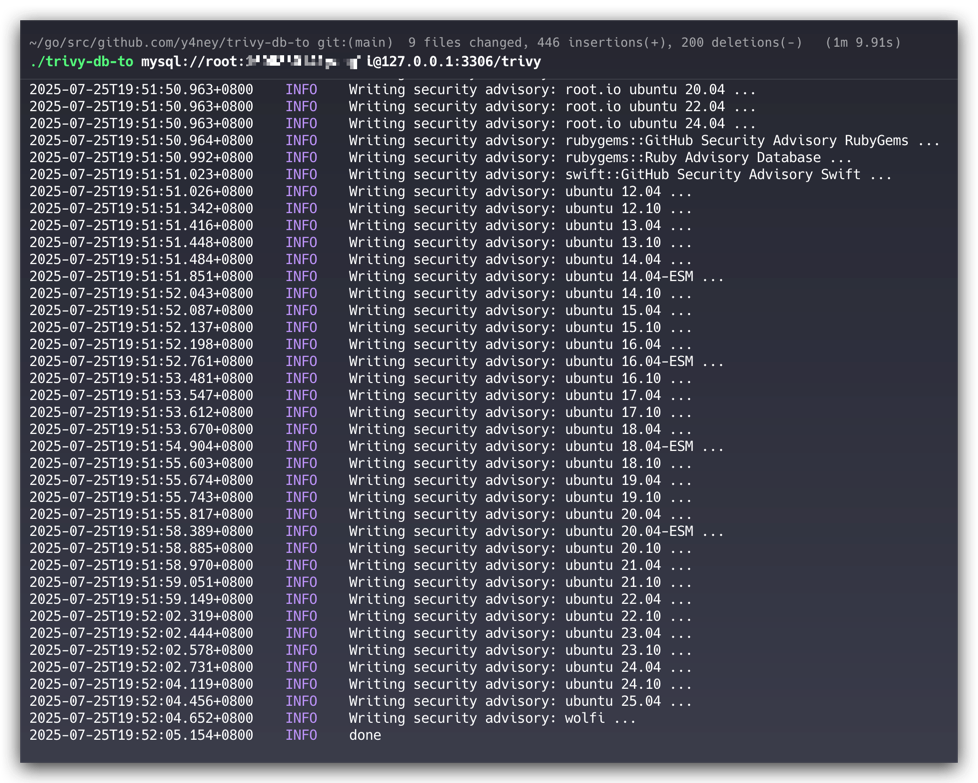 ~/go/src/github.com/y4ney/trivy-db-to git:(main)  9 files changed, 446 insertions(+), 200 deletions(-)   (1m 9.91s)
./trivy-db-to mysql://root: l@127.0.0.1:3306/trivy
2025-07-25T19:51:50.963+0800    INFO    Writing security advisory: root.io ubuntu 20.04 ...
2025-07-25T19:51:50.963+0800    INFO    Writing security advisory: root.io ubuntu 22.04 ...
2025-07-25T19:51:50.963+0800    INFO    Writing security advisory: root.io ubuntu 24.04 ...
2025-07-25T19:51:50.964+0800    INFO    Writing security advisory: rubygems::GitHub Security Advisory RubyGems ...
2025-07-25T19:51:50.992+0800    INFO    Writing security advisory: rubygems::Ruby Advisory Database ...
2025-07-25T19:51:51.023+0800    INFO    Writing security advisory: swift::GitHub Security Advisory Swift ...
2025-07-25T19:51:51.026+0800    INFO    Writing security advisory: ubuntu 12.04 ...
2025-07-25T19:51:51.342+0800    INFO    Writing security advisory: ubuntu 12.10 ...
2025-07-25T19:51:51.416+0800    INFO    Writing security advisory: ubuntu 13.04 ...
2025-07-25T19:51:51.448+0800    INFO    Writing security advisory: ubuntu 13.10 ...
2025-07-25T19:51:51.484+0800    INFO    Writing security advisory: ubuntu 14.04 ...
2025-07-25T19:51:51.851+0800    INFO    Writing security advisory: ubuntu 14.04-ESM ...
2025-07-25T19:51:52.043+0800    INFO    Writing security advisory: ubuntu 14.10 ...
2025-07-25T19:51:52.087+0800    INFO    Writing security advisory: ubuntu 15.04 ...
2025-07-25T19:51:52.137+0800    INFO    Writing security advisory: ubuntu 15.10 ...
2025-07-25T19:51:52.198+0800    INFO    Writing security advisory: ubuntu 16.04 ...
2025-07-25T19:51:52.761+0800    INFO    Writing security advisory: ubuntu 16.04-ESM ...
2025-07-25T19:51:53.481+0800    INFO    Writing security advisory: ubuntu 16.10 ...
2025-07-25T19:51:53.547+0800    INFO    Writing security advisory: ubuntu 17.04 ...
2025-07-25T19:51:53.612+0800    INFO    Writing security advisory: ubuntu 17.10 ...
2025-07-25T19:51:53.670+0800    INFO    Writing security advisory: ubuntu 18.04 ...
2025-07-25T19:51:54.904+0800    INFO    Writing security advisory: ubuntu 18.04-ESM ...
2025-07-25T19:51:55.603+0800    INFO    Writing security advisory: ubuntu 18.10 ...
2025-07-25T19:51:55.674+0800    INFO    Writing security advisory: ubuntu 19.04 ...
2025-07-25T19:51:55.743+0800    INFO    Writing security advisory: ubuntu 19.10 ...
2025-07-25T19:51:55.817+0800    INFO    Writing security advisory: ubuntu 20.04 ...
2025-07-25T19:51:58.389+0800    INFO    Writing security advisory: ubuntu 20.04-ESM ...
2025-07-25T19:51:58.885+0800    INFO    Writing security advisory: ubuntu 20.10 ...
2025-07-25T19:51:58.970+0800    INFO    Writing security advisory: ubuntu 21.04 ...
2025-07-25T19:51:59.051+0800    INFO    Writing security advisory: ubuntu 21.10 ...
2025-07-25T19:51:59.149+0800    INFO    Writing security advisory: ubuntu 22.04 ...
2025-07-25T19:52:02.319+0800    INFO    Writing security advisory: ubuntu 22.10 ...
2025-07-25T19:52:02.444+0800    INFO    Writing security advisory: ubuntu 23.04 ...
2025-07-25T19:52:02.578+0800    INFO    Writing security advisory: ubuntu 23.10 ...
2025-07-25T19:52:02.731+0800    INFO    Writing security advisory: ubuntu 24.04 ...
2025-07-25T19:52:04.119+0800    INFO    Writing security advisory: ubuntu 24.10 ...
2025-07-25T19:52:04.456+0800    INFO    Writing security advisory: ubuntu 25.04 ...
2025-07-25T19:52:04.652+0800    INFO    Writing security advisory: wolfi ...
2025-07-25T19:52:05.154+0800    INFO    done